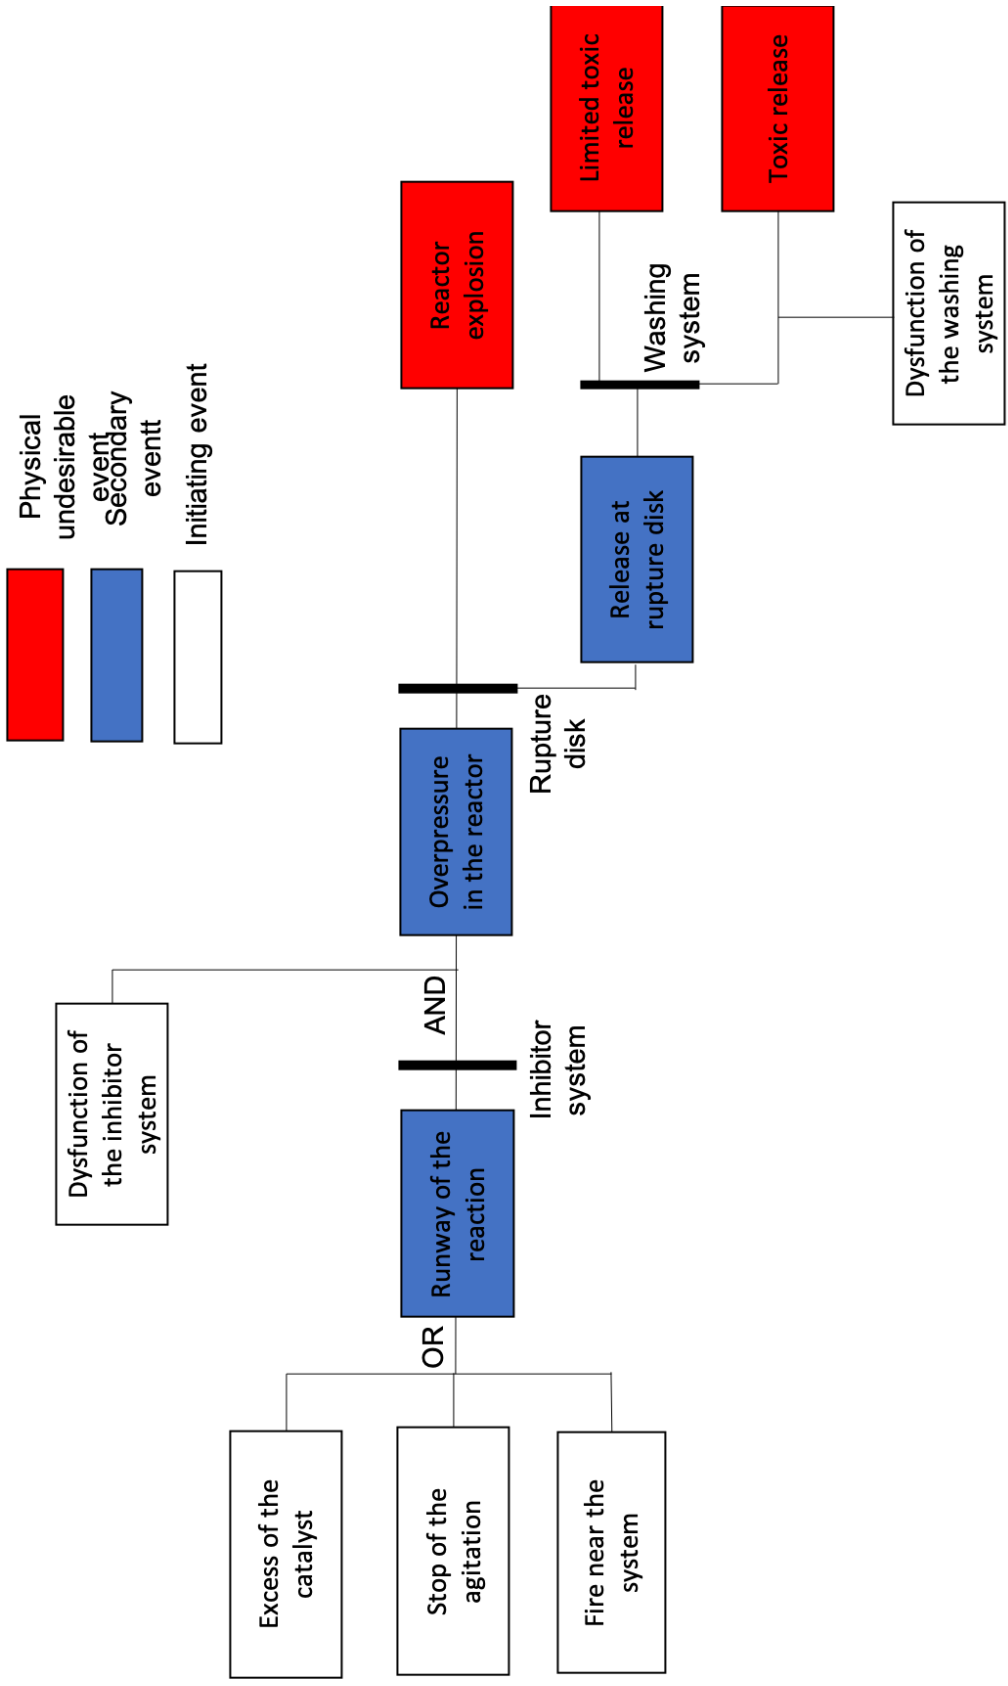 Physical
undesirable
event
Secondary
eventt
Initiating event
Dysfunction of
the inhibitor
system
Excess of the
catalyst
Stop of the
agitation
Fire near the
system
OR
Runway of the
reaction
Inhibitor
system
AND
Overpressure
in the reactor
Rupture
disk
Reactor
explosion
Release at
rupture disk
Washing
system
Limited toxic
release
Toxic release
Dysfunction of
the washing
system